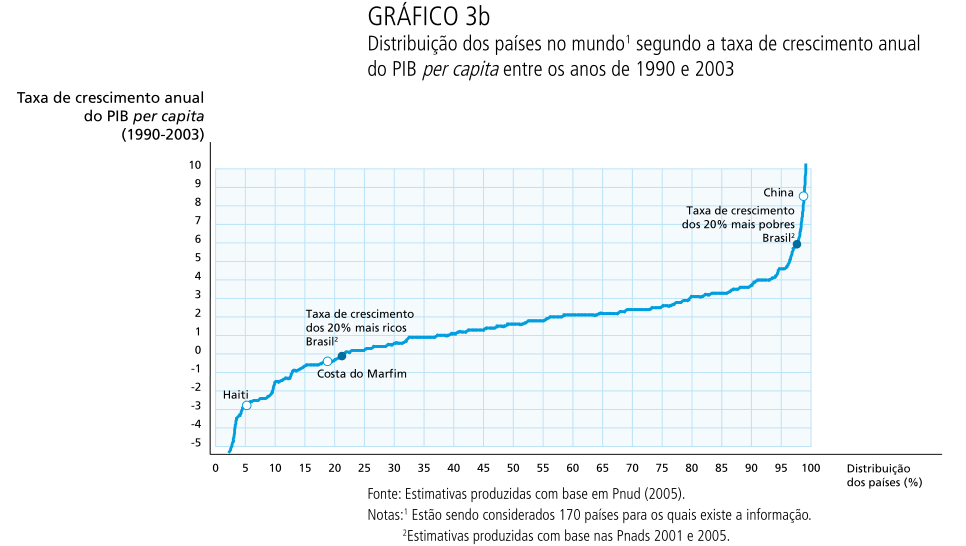 GRÁFICO 3b
Distribuição dos países no mundo¹ segundo a taxa de crescimento anual
do PIB per capita entre os anos de 1990 e 2003
Taxa de crescimento anual
do PIB per capita
(1990-2003)
10
9
8
7
6
5
4
3
2
1
0
-1
-2
-3
-4
-5
China
Taxa de crescimento
dos 20% mais pobres
Brasil²
Taxa de crescimento
dos 20% mais ricos
Brasil²
Costa do Marfim
Haiti
0 5 10 15 20 25 30 35 40 45 50 55 60 65 70 75 80 85 90 95 100
Distribuição
dos países (%)
Fonte: Estimativas produzidas com base em Pnud (2005).
Notas:¹ Estão sendo considerados 170 países para os quais existe a informação.
²Estimativas produzidas com base nas Pnads 2001 e 2005.